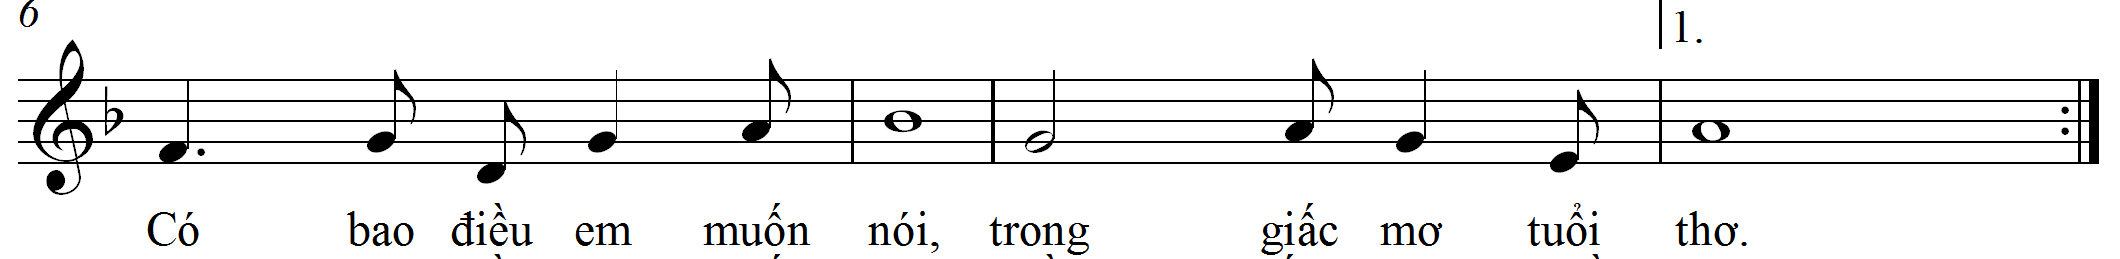 6
1.
Có bao điều em muốn nói, trong giấc mơ tuổi thơ.